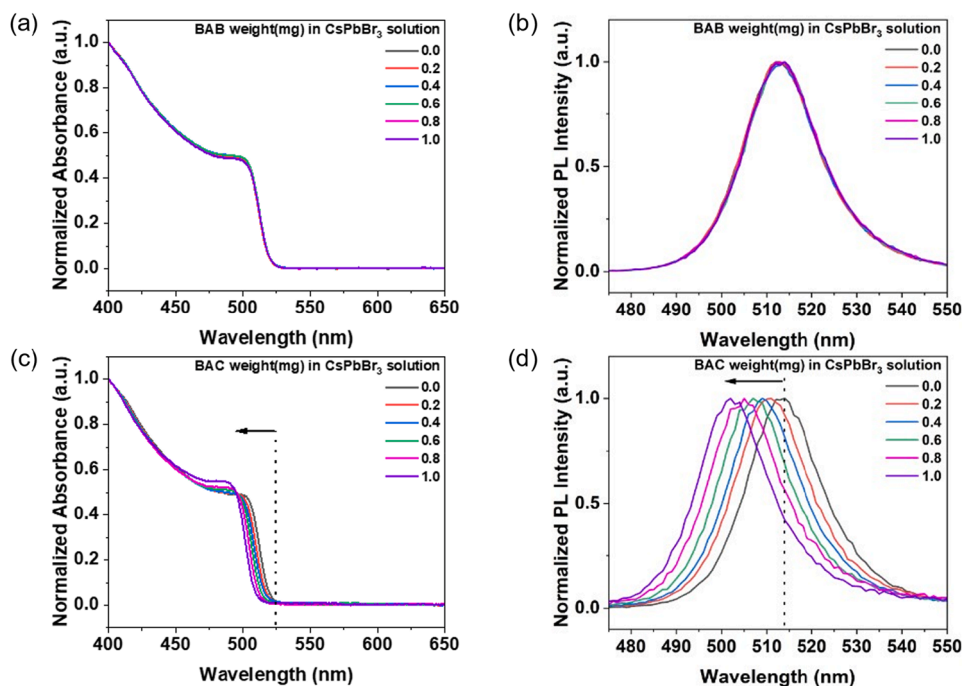 (a)
BAB weight(mg) in CsPbBr3 solution
0.0
0.2
0.4
0.6
0.8
1.0
Normalized Absorbance (a.u.)
1.0
0.8
0.6
0.4
0.2
0.0
400 450 500 550 600 650
Wavelength (nm)
(b)
BAB weight(mg) in CsPbBr3 solution
0.0
0.2
0.4
0.6
0.8
1.0
Normalized PL Intensity (a.u.)
1.0
0.5
0.0
480 490 500 510 520 530 540 550
Wavelength (nm)
(c)
BAC weight(mg) in CsPbBr3 solution
0.0
0.2
0.4
0.6
0.8
1.0
Normalized Absorbance (a.u.)
1.0
0.8
0.6
0.4
0.2
0.0
400 450 500 550 600 650
Wavelength (nm)
(d)
BAC weight(mg) in CsPbBr3 solution
0.0
0.2
0.4
0.6
0.8
1.0
Normalized PL Intensity (a.u.)
1.0
0.5
0.0
480 490 500 510 520 530 540 550
Wavelength (nm)